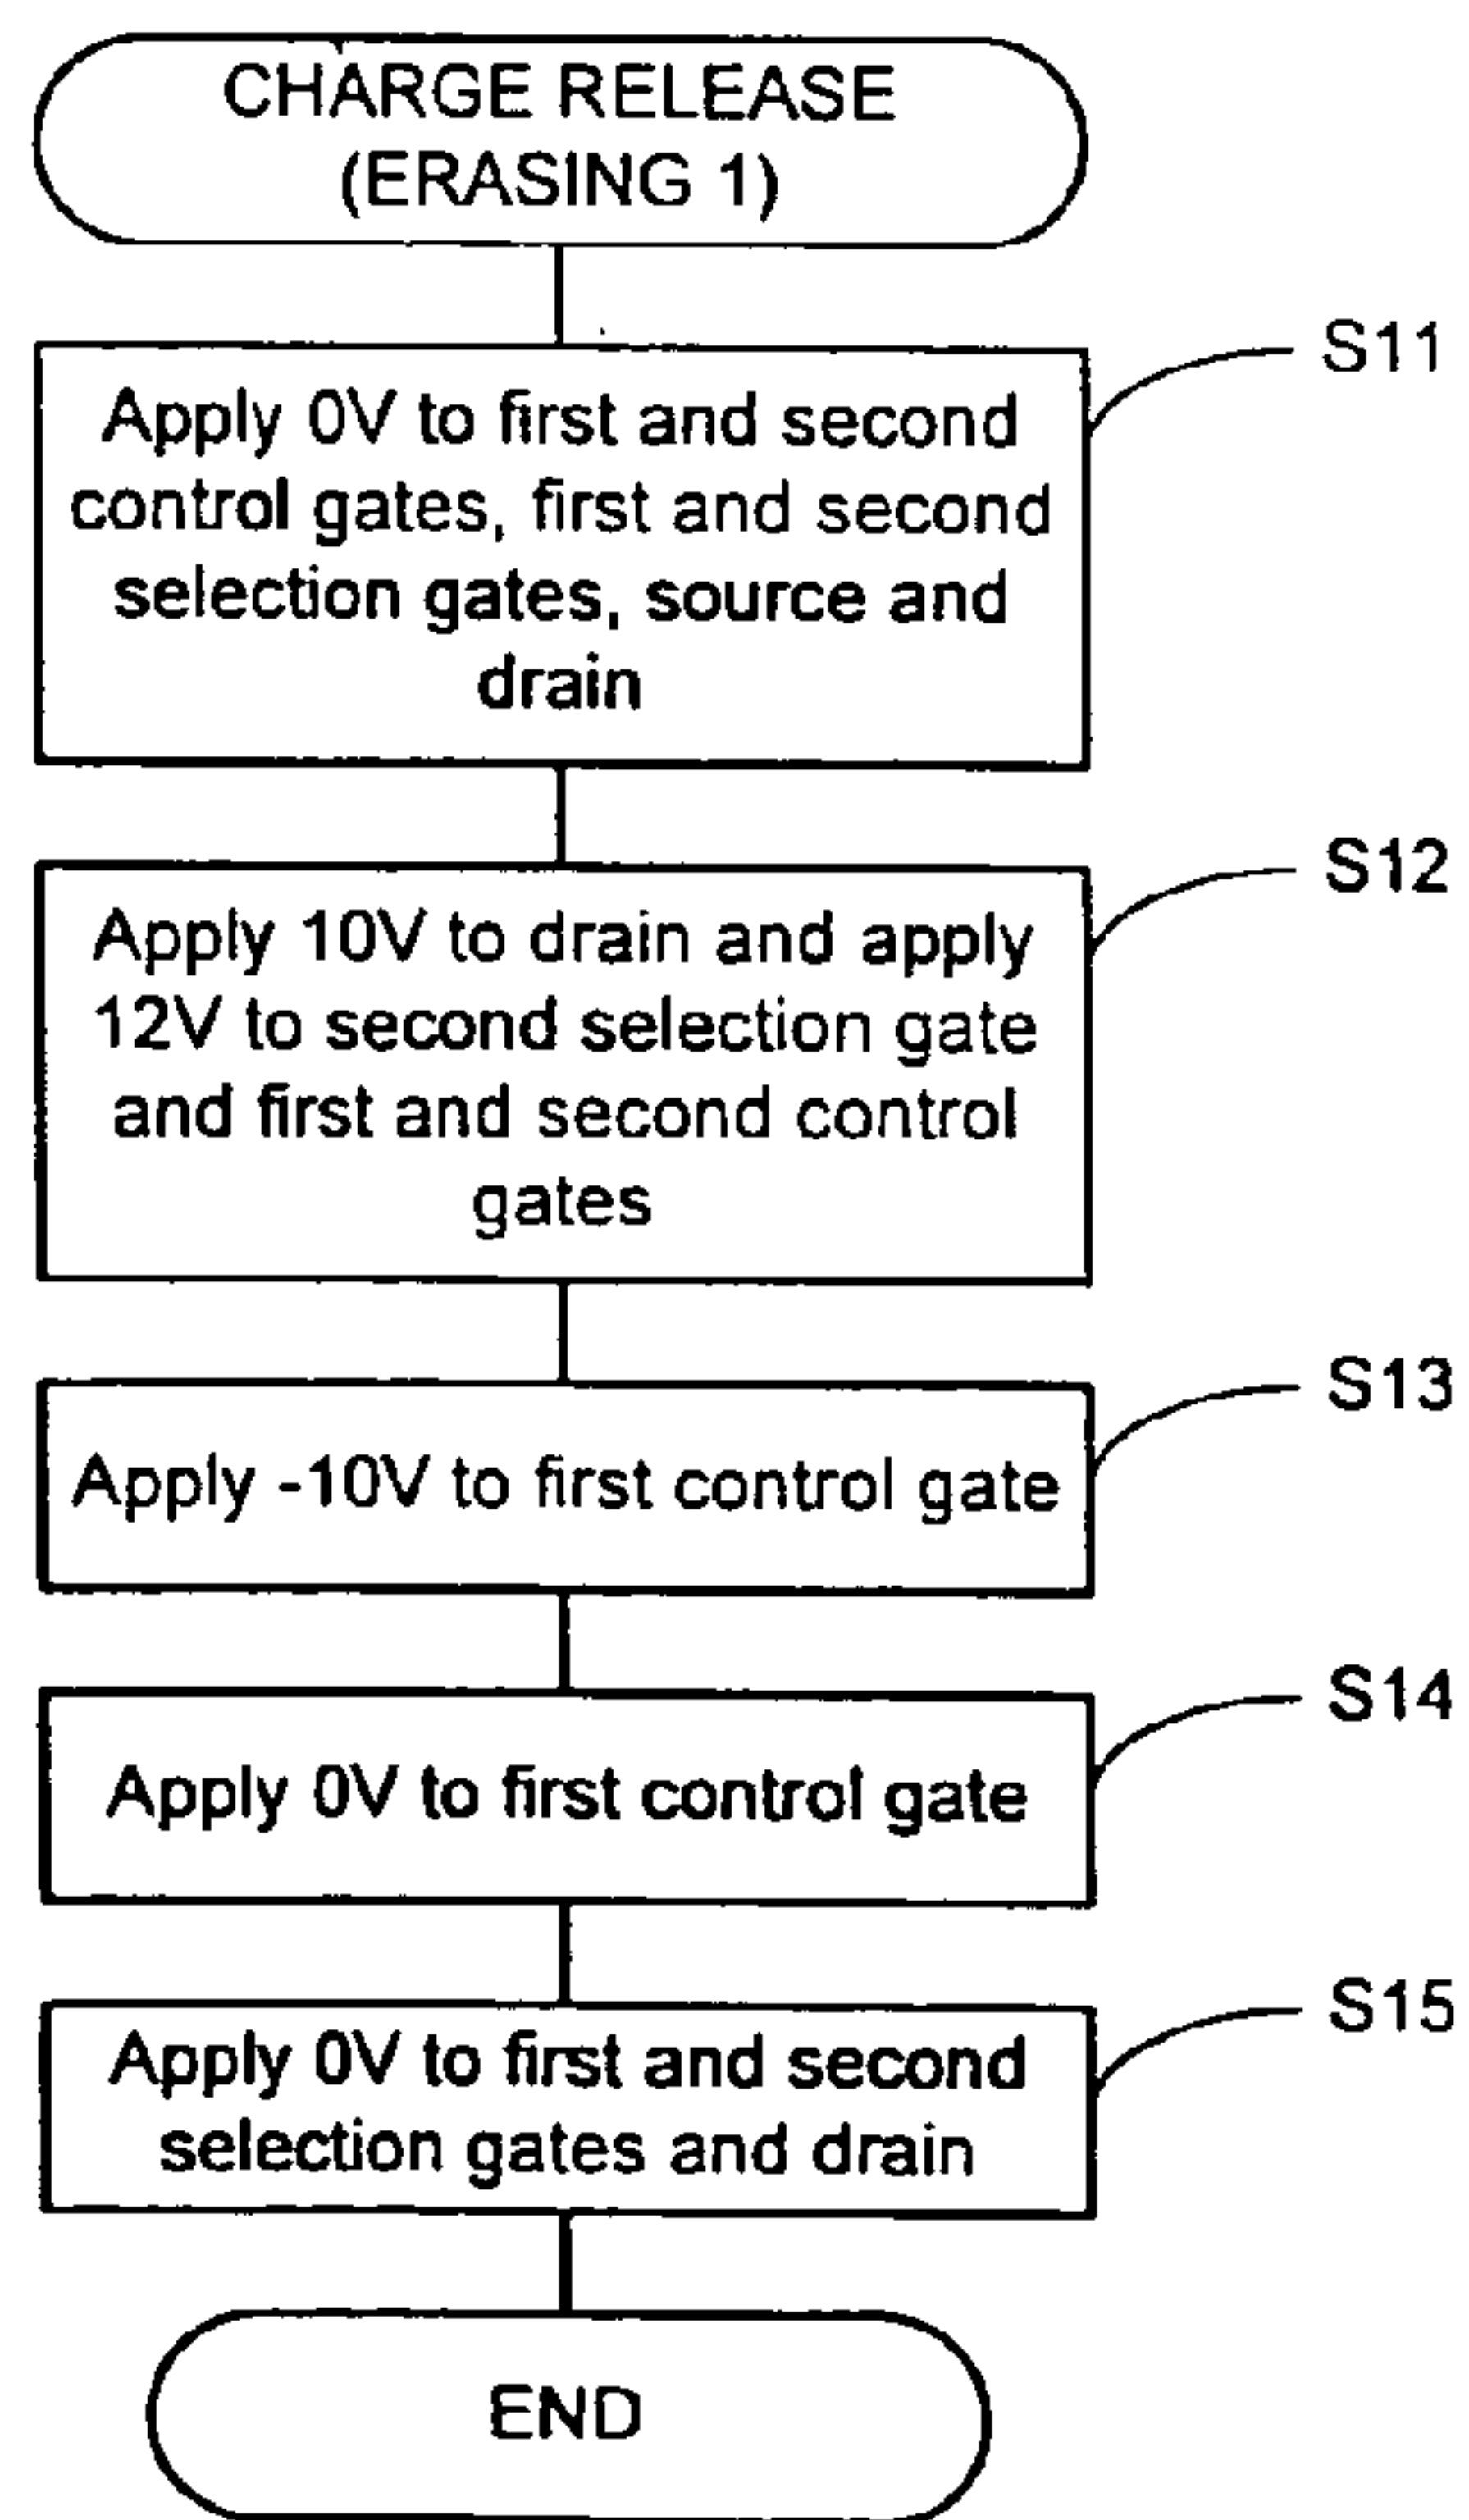 CHARGE RELEASE
(ERASING 1)
S11
Apply 0V to first and second
control gates, first and second
selection gates, source and
drain
S12
Apply 10V to drain and apply
12V to second selection gate
and first and second control
gates
S13
Apply -10V to first control gate
S14
Apply 0V to first control gate
S15
Apply 0V to first and second
selection gates and drain
END